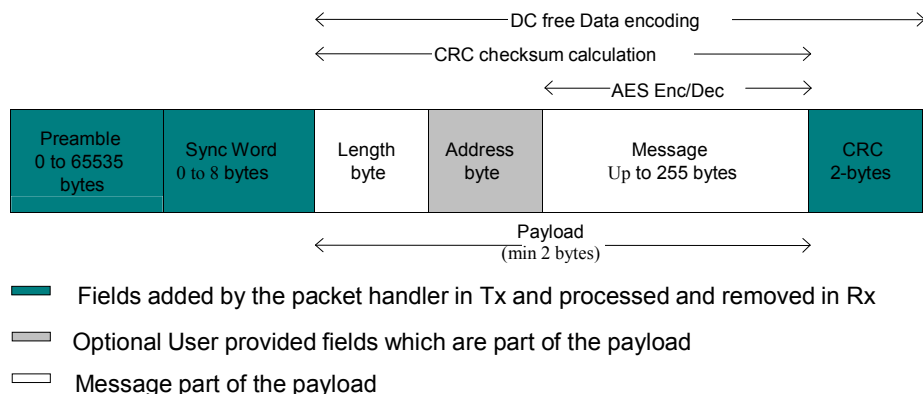 DC free Data encoding
CRC checksum calculation
AES Enc/Dec
Preamble
0 to 65535
bytes
Sync Word
0 to 8 bytes
Length
byte
Address
byte
Message
Up to 255 bytes
CRC
2-bytes
Payload
(min 2 bytes)
Fields added by the packet handler in Tx and processed and removed in Rx
Optional User provided fields which are part of the payload
Message part of the payload